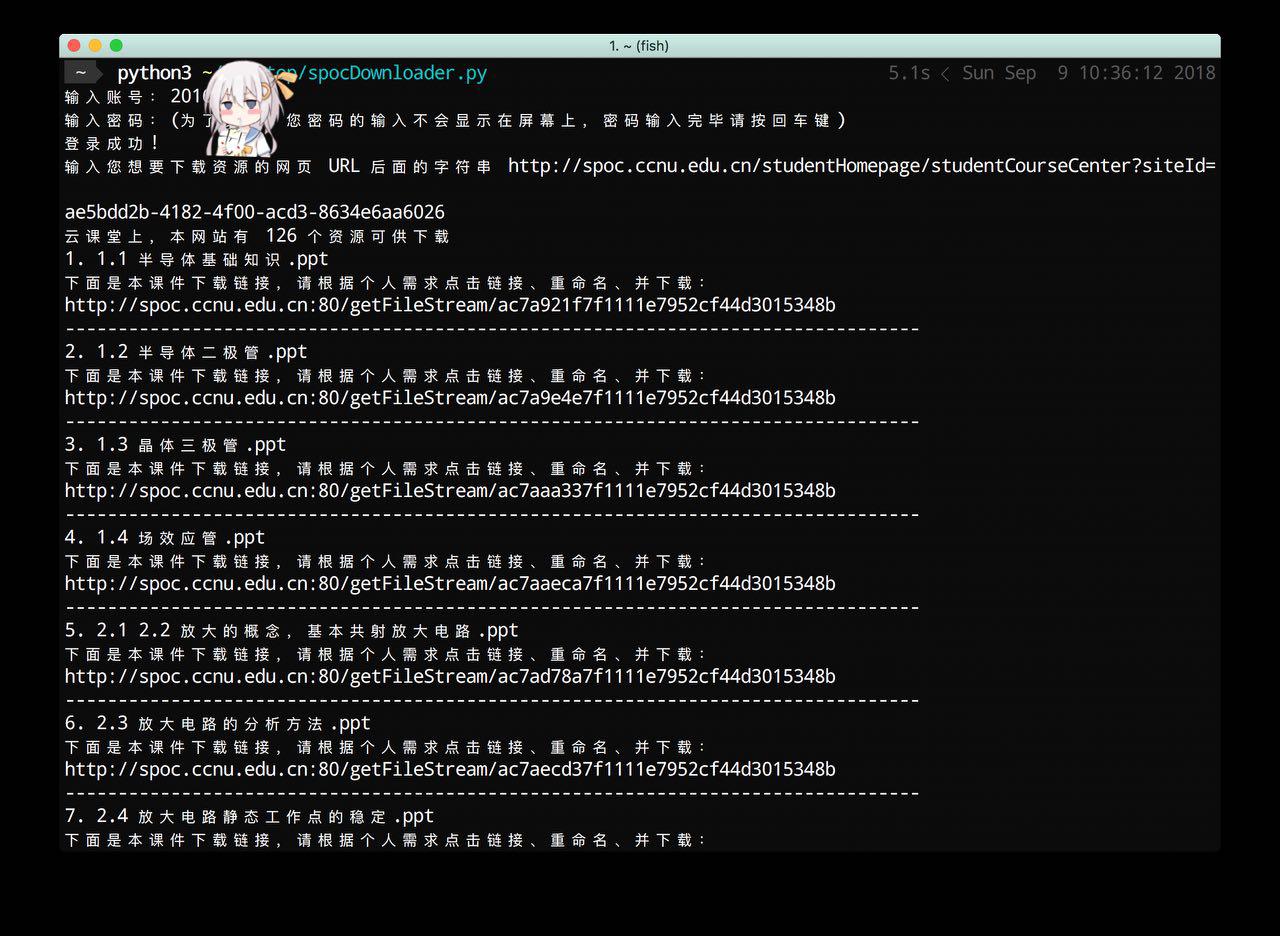 1. ~ (fish)
~ python3 ~/ top/spocDownloader.py 5.1s < Sun Sep 9 10:36:12 2018
输入账号：201
输入密码：(为了 您密码的输入不会显示在屏幕上，密码输入完毕请按回车键)
登录成功！
输入您想要下载资源的网页 URL 后面的字符串 http://spoc.ccnu.edu.cn/studentHomepage/studentCourseCenter?siteId=
ae5bdd2b-4182-4f00-acd3-8634e6aa6026
云课堂上，本网站有 126 个资源可供下载
1. 1.1 半导体基础知识.ppt
下面是本课件下载链接，请根据个人需求点击链接、重命名、并下载：
http://spoc.ccnu.edu.cn:80/getFileStream/ac7a921f7f1111e7952cf44d3015348b
---------------------------------------------------------------------------------
2. 1.2 半导体二极管.ppt
下面是本课件下载链接，请根据个人需求点击链接、重命名、并下载：
http://spoc.ccnu.edu.cn:80/getFileStream/ac7a9e4e7f1111e7952cf44d3015348b
---------------------------------------------------------------------------------
3. 1.3 晶体三极管.ppt
下面是本课件下载链接，请根据个人需求点击链接、重命名、并下载：
http://spoc.ccnu.edu.cn:80/getFileStream/ac7aaa337f1111e7952cf44d3015348b
---------------------------------------------------------------------------------
4. 1.4 场效应管.ppt
下面是本课件下载链接，请根据个人需求点击链接、重命名、并下载：
http://spoc.ccnu.edu.cn:80/getFileStream/ac7aaeca7f1111e7952cf44d3015348b
---------------------------------------------------------------------------------
5. 2.1 2.2 放大的概念，基本共射放大电路.ppt
下面是本课件下载链接，请根据个人需求点击链接、重命名、并下载：
http://spoc.ccnu.edu.cn:80/getFileStream/ac7ad78a7f1111e7952cf44d3015348b
---------------------------------------------------------------------------------
6. 2.3 放大电路的分析方法.ppt
下面是本课件下载链接，请根据个人需求点击链接、重命名、并下载：
http://spoc.ccnu.edu.cn:80/getFileStream/ac7aecd37f1111e7952cf44d3015348b
---------------------------------------------------------------------------------
7. 2.4 放大电路静态工作点的稳定.ppt
下面是本课件下载链接，请根据个人需求点击链接、重命名、并下载：